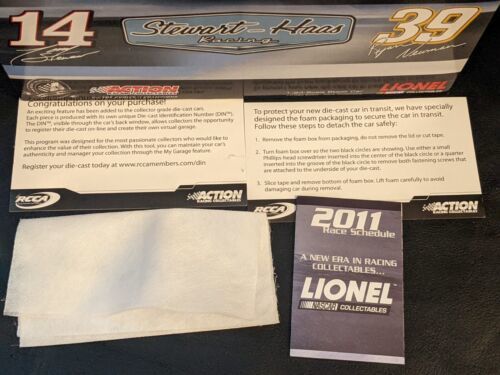 14
Stewart-Haas
Racing
39
Ryan Newman
ACTION
RACING COLLECTABLES
LIONEL
Congratulations on your purchase!
An exciting feature has been added to the collector grade die-cast cars.
Each piece is produced with its own unique Die-cast Identification Number (DIN™).
The DIN™, visible through the car's back window, allows collectors the opportunity
to register their die-cast on-line and create their own virtual garage.
This program was designed for the most passionate collectors who would like to
enhance the value of their collection. With this tool, you can maintain your car's
authenticity and manager your collection through the My Garage feature.
Register your die-cast today at www.rccamembers.com/din
RCCA
ACTION
RACING COLLECTABLES
To protect your new die-cast car in transit, we have specially
designed the foam packaging to secure the car in transit.
Follow these steps to detach the car safely:
1. Remove the foam box from packaging, do not remove the lid or cut tape.
2. Turn foam box over so the two black circles are showing. Use either a small
Phillips-head screwdriver inserted into the center of the black circle or a quarter
inserted into the groove of the black circle to remove both fastening screws that
are attached to the underside of your die-cast.
3. Slice tape and remove bottom of foam box. Lift foam carefully to avoid
damaging car during removal.
RCCA
ACTION
RACING COLLECTABLES
2011
Race Schedule
A NEW ERA IN RACING
COLLECTABLES...
LIONEL™
NASCAR COLLECTABLES